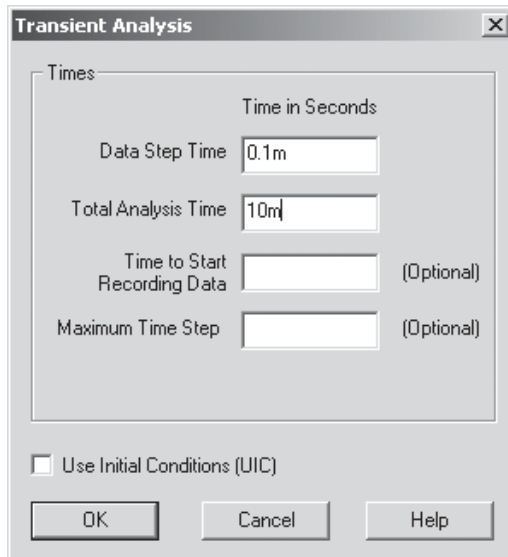 Transient Analysis
Times
Time in Seconds
Data Step Time 0.1m
Total Analysis Time 10m
Time to Start
Recording Data (Optional)
Maximum Time Step (Optional)
Use Initial Conditions (UIC)
OK Cancel Help